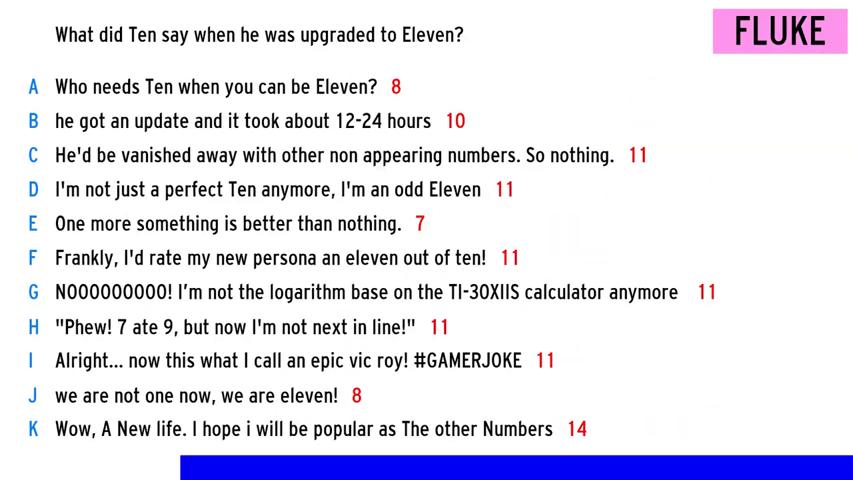 What did Ten say when he was upgraded to Eleven?
FLUKE
A Who needs Ten when you can be Eleven? 8
B he got an update and it took about 12-24 hours 10
C He'd be vanished away with other non appearing numbers. So nothing. 11
D I'm not just a perfect Ten anymore, I'm an odd Eleven 11
E One more something is better than nothing. 7
F Frankly, I'd rate my new persona an eleven out of ten! 11
G NOOOOOOOOO! I'm not the logarithm base on the TI-30XIIS calculator anymore 11
H "Phew! 7 ate 9, but now I'm not next in line!" 11
I Alright... now this what I call an epic vic roy! #GAMERJOKE 11
J we are not one now, we are eleven! 8
K Wow, A New life. I hope i will be popular as The other Numbers 14